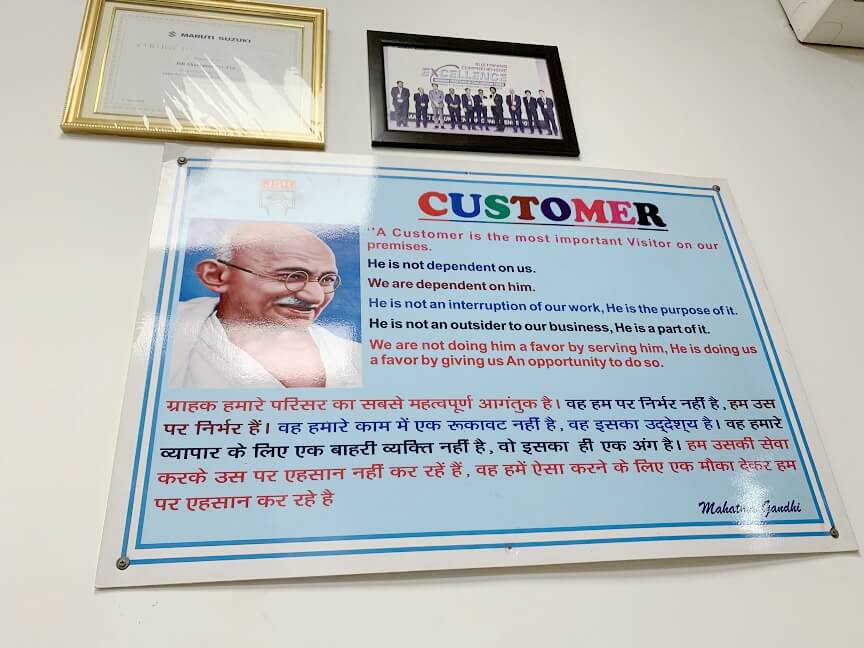 MARUTI SUZUKI
SUSTAINING
COMPREHENSIVE
EXCELLENCE
CUSTOMER
"A Customer is the most important Visitor on our
premises.
He is not dependent on us.
We are dependent on him.
He is not an interruption of our work, He is the purpose of it.
He is not an outsider to our business, He is a part of it.
We are not doing him a favor by serving him, He is doing us
a favor by giving us An opportunity to do so.
ग्राहक हमारे परिसर का सबसे महत्वपूर्ण आगंतुक है। वह हम पर निर्भर नहीं है, हम उस
पर निर्भर हैं। वह हमारे काम में एक रूकावट नहीं है, वह इसका उद्देश्य है। वह हमारे
व्यापार के लिए एक बाहरी व्यक्ति नहीं है, वो इसका ही एक अंग है। हम उसकी सेवा
करके उस पर एहसान नहीं कर रहें हैं, वह हमें ऐसा करने के लिए एक मौका देकर हम
पर एहसान कर रहे है
Mahatma Gandhi